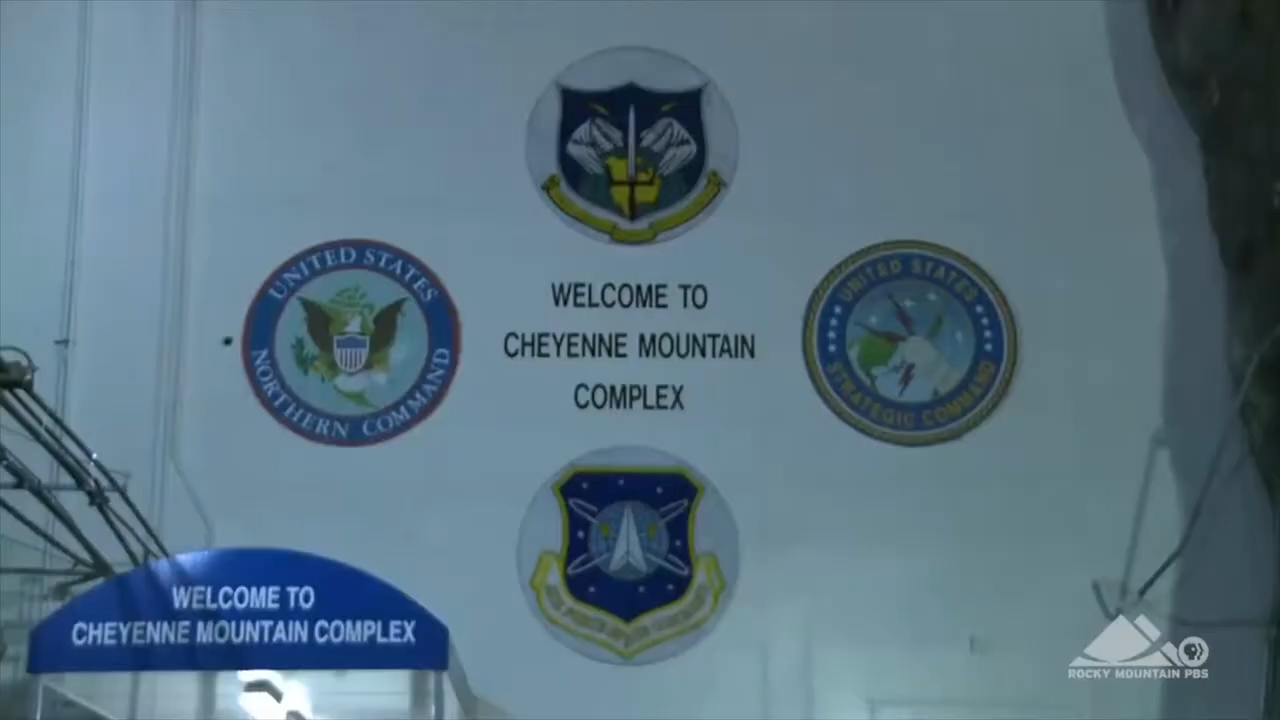 UNITED STATES
NORTHERN COMMAND
WELCOME TO
CHEYENNE MOUNTAIN
COMPLEX
UNITED STATES
STRATEGIC COMMAND
WELCOME TO
CHEYENNE MOUNTAIN COMPLEX
ROCKY MOUNTAIN PBS